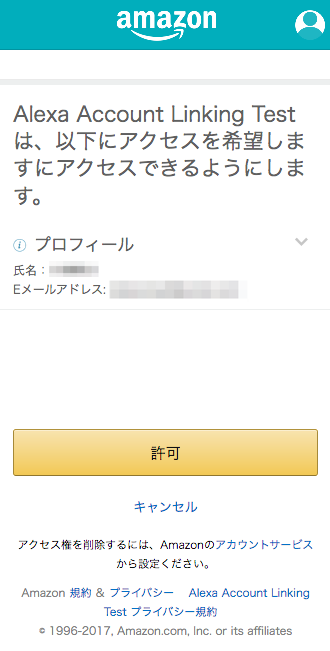 amazon
Alexa Account Linking Test
は、以下にアクセスを希望しま
すにアクセスできるようにしま
す。
プロフィール
氏名：
Eメールアドレス:
許可
キャンセル
アクセス権を削除するには、Amazonのアカウントサービス
から設定ください。
Amazon 規約 & プライバシー Alexa Account Linking
Test プライバシー規約
© 1996-2017, Amazon.com, Inc. or its affiliates